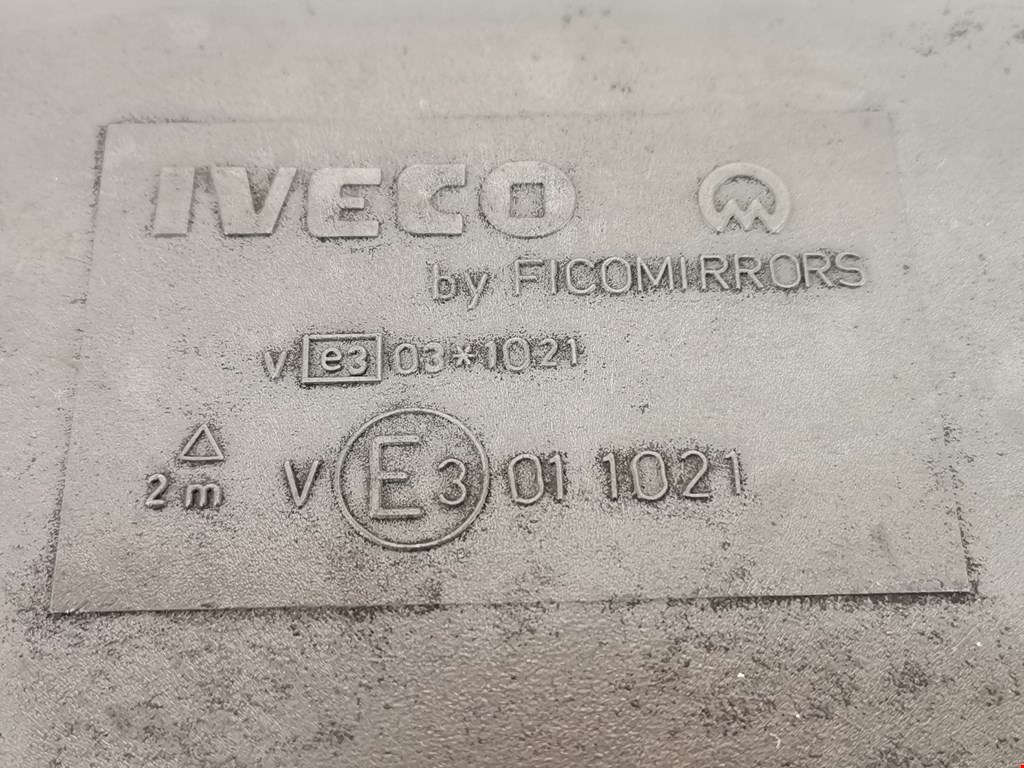 IVECO
by FICOMIRRORS
V e3 03*1021
2 m V E3 01 1021